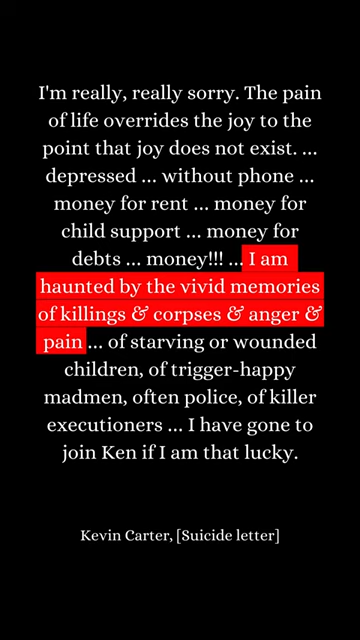 I'm really, really sorry. The pain
of life overrides the joy to the
point that joy does not exist. ...
depressed ... without phone ...
money for rent ... money for
child support ... money for
debts ... money!!! ... I am
haunted by the vivid memories
of killings & corpses & anger &
pain ... of starving or wounded
children, of trigger-happy
madmen, often police, of killer
executioners ... I have gone to
join Ken if I am that lucky.
Kevin Carter, [Suicide letter]